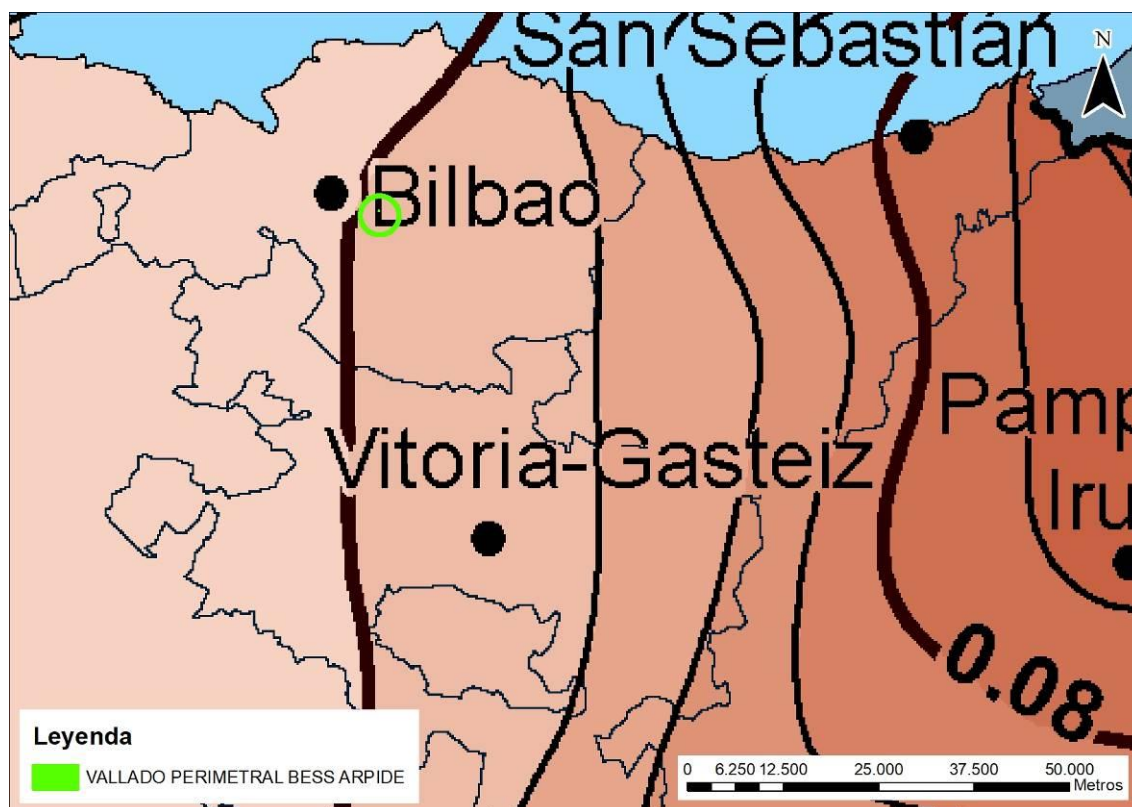 San Sebastián
N
Bilbao
Pamp
Vitoria-Gasteiz
Iru
0.08
Leyenda
VALLADO PERIMETRAL BESS ARPIDE
0 6.250 12.500 25.000 37.500 50.000
Metros